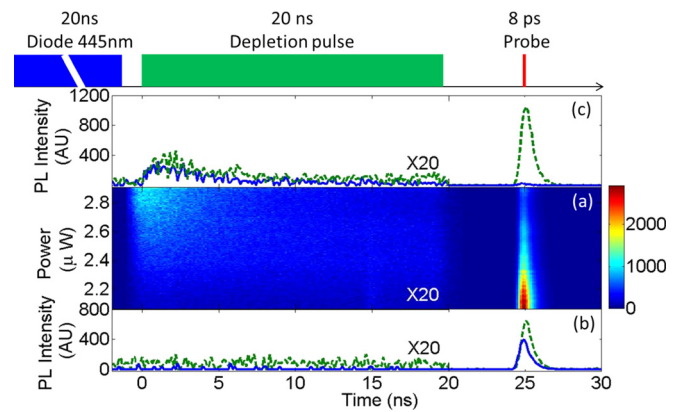 20ns
Diode 445nm
20 ns
Depletion pulse
8 ps
Probe
PL Intensity
(AU)
1200
800
400
X20
(c)
Power
(μ W)
2.8
2.6
2.4
2.2
X20
(a)
2000
1000
0
PL Intensity
(AU)
800
400
0
X20
(b)
0
5
10
15
20
25
30
Time (ns)